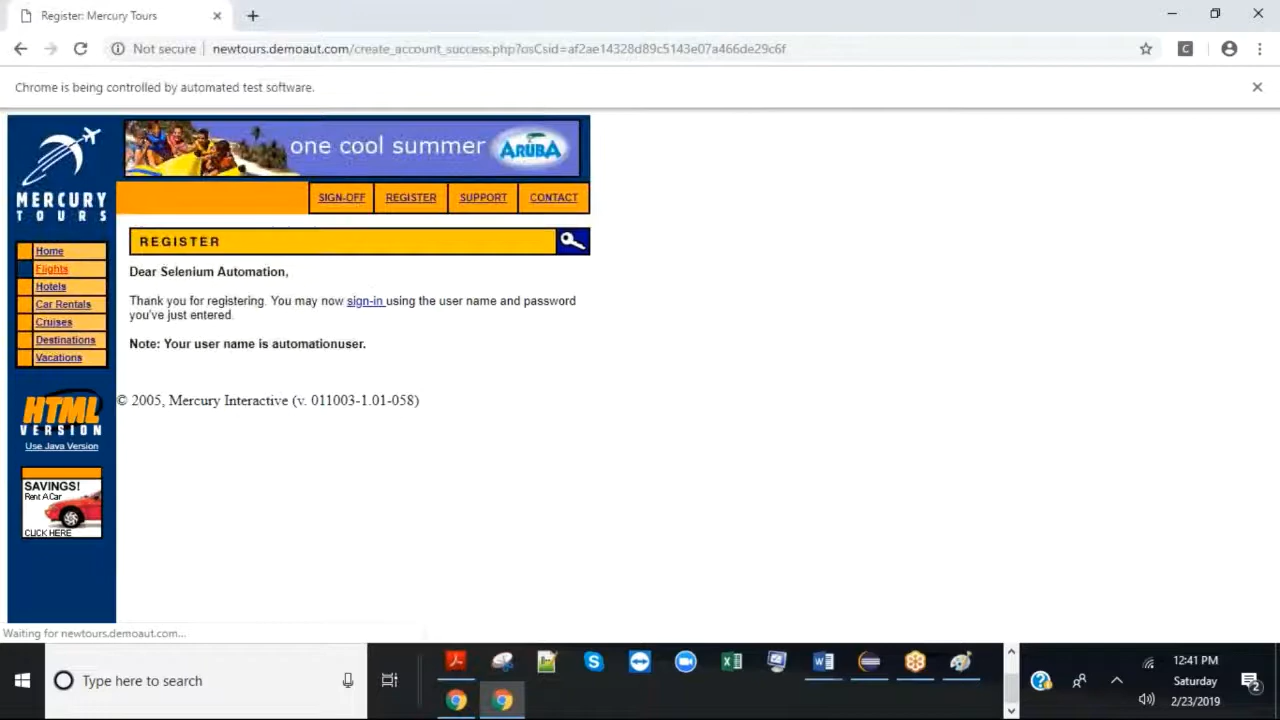 Register: Mercury Tours
Not secure
newtours.demoaut.com/create_account_success.php?osCsid=af2ae14328d89c5143e07a466de29c6f
Chrome is being controlled by automated test software.
one cool summer ARUBA
MERCURY
TOURS
SIGN-OFF
REGISTER
SUPPORT
CONTACT
REGISTER
Home
Flights
Hotels
Car Rentals
Cruises
Destinations
Vacations
Dear Selenium Automation,
Thank you for registering. You may now sign-in using the user name and password
you've just entered.
Note: Your user name is automationuser.
© 2005, Mercury Interactive (v. 011003-1.01-058)
HTML
VERSION
Use Java Version
SAVINGS!
Rent A Car
CLICK HERE
Waiting for newtours.demoaut.com...
Type here to search
12:41 PM
Saturday
2/23/2019
2